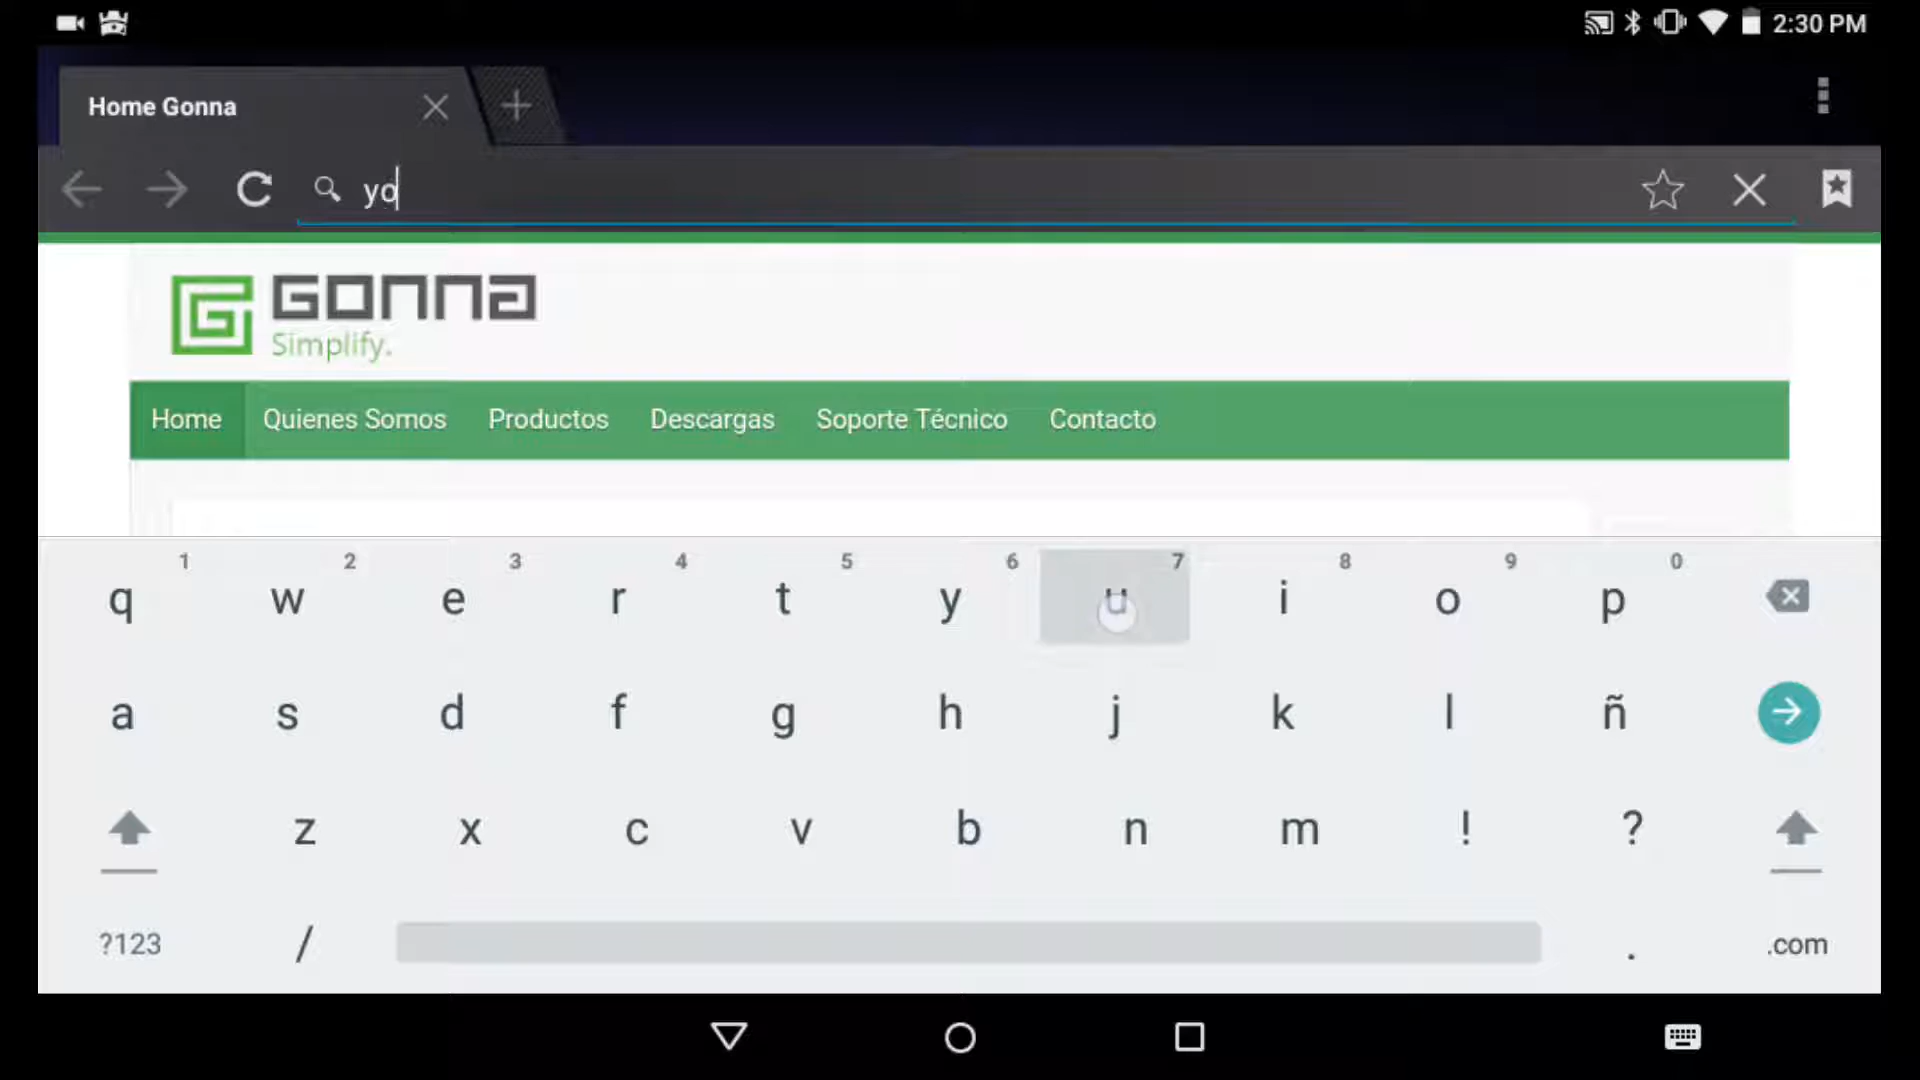 2:30 PM
Home Gonna
yo
GONNA
Simplify.
Home Quienes Somos Productos Descargas Soporte Técnico Contacto
1 2 3 4 5 6 7 8 9 0
q w e r t y u i o p
a s d f g h j k l ñ
z x c v b n m ! ?
?123 / . .com